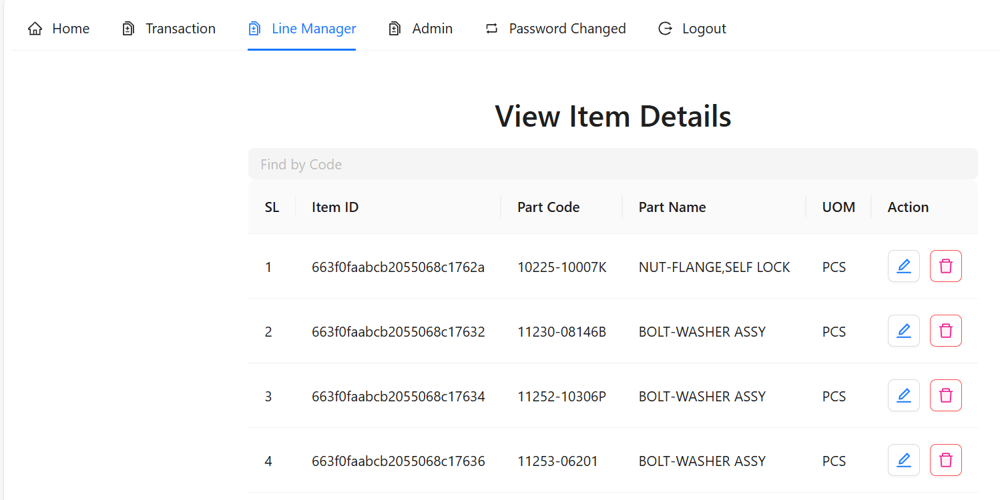 Home Transaction Line Manager Admin Password Changed Logout
View Item Details
Find by Code
SL Item ID Part Code Part Name UOM Action
1 663f0faabcb2055068c1762a 10225-10007K NUT-FLANGE,SELF LOCK PCS
2 663f0faabcb2055068c17632 11230-08146B BOLT-WASHER ASSY PCS
3 663f0faabcb2055068c17634 11252-10306P BOLT-WASHER ASSY PCS
4 663f0faabcb2055068c17636 11253-06201 BOLT-WASHER ASSY PCS